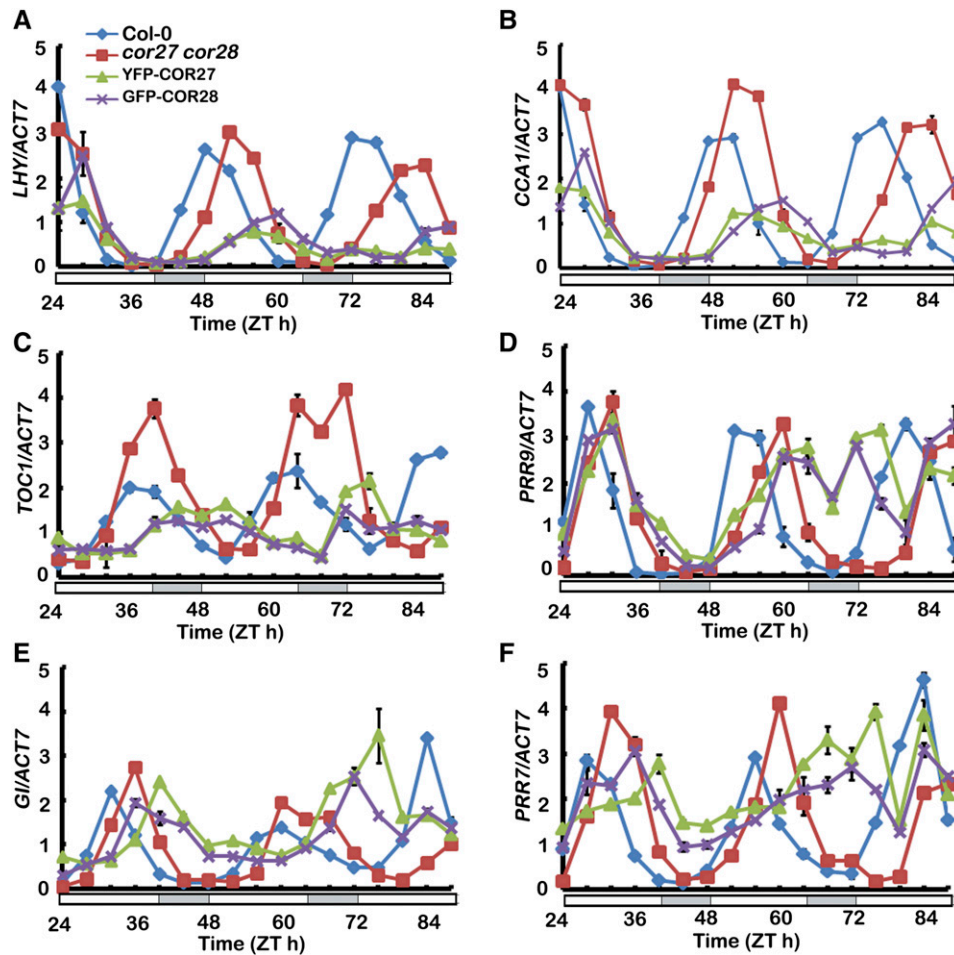 A
Col-0
cor27 cor28
YFP-COR27
GFP-COR28
LHY/ACT7
5
4
3
2
1
0
24 36 48 60 72 84
Time (ZT h)
B
CCA1/ACT7
5
4
3
2
1
0
24 36 48 60 72 84
Time (ZT h)
C
TOC1/ACT7
5
4
3
2
1
0
24 36 48 60 72 84
Time (ZT h)
D
PRR9/ACT7
5
4
3
2
1
0
24 36 48 60 72 84
Time (ZT h)
E
GI/ACT7
5
4
3
2
1
0
24 36 48 60 72 84
Time (ZT h)
F
PRR7/ACT7
5
4
3
2
1
0
24 36 48 60 72 84
Time (ZT h)